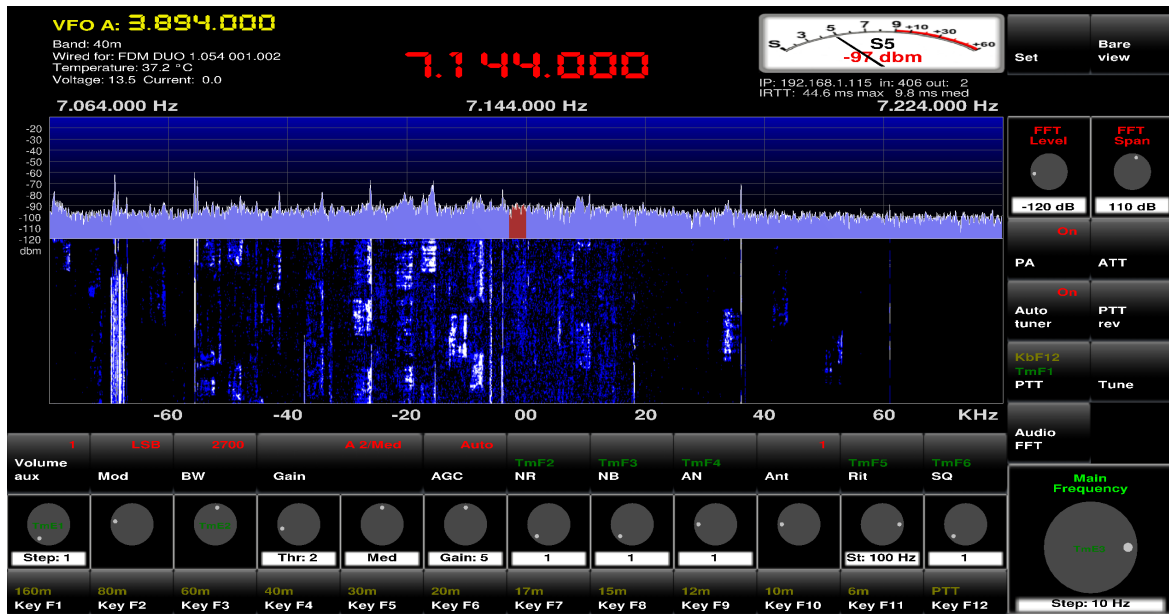 VFO A: 3.894.000
Band: 40m
Wired for: FDM DUO 1.054 001.002
Temperature: 37.2 °C
Voltage: 13.5 Current: 0.0
7.144.000
S 3 5 7 9 +10 +30 +60
S5
-97 dbm
IP: 192.168.1.115 in: 406 out: 2
IRTT: 44.6 ms max 9.8 ms med
Set
Bare
view
7.064.000 Hz 7.144.000 Hz 7.224.000 Hz
-20
-30
-40
-50
-60
-70
-80
-90
-100
-110
-120
dbm
-60 -40 -20 00 20 40 60 KHz
FFT
Level
-120 dB
FFT
Span
110 dB
On
PA
ATT
On
Auto
tuner
PTT
rev
KbF12
TmF1
PTT
Tune
Audio
FFT
Main
Frequency
Step: 10 Hz
1 LSB 2700 A 2/Med Auto 1
Volume
TmF2 TmF3 TmF4 TmF5 TmF6
aux Mod BW Gain AGC NR NB AN Ant Rit SQ
Step: 1 Thr: 2 Med Gain: 5 1 1 1 St: 100 Hz 1
160m 80m 60m 40m 30m 20m 17m 15m 12m 10m 6m PTT
Key F1 Key F2 Key F3 Key F4 Key F5 Key F6 Key F7 Key F8 Key F9 Key F10 Key F11 Key F12